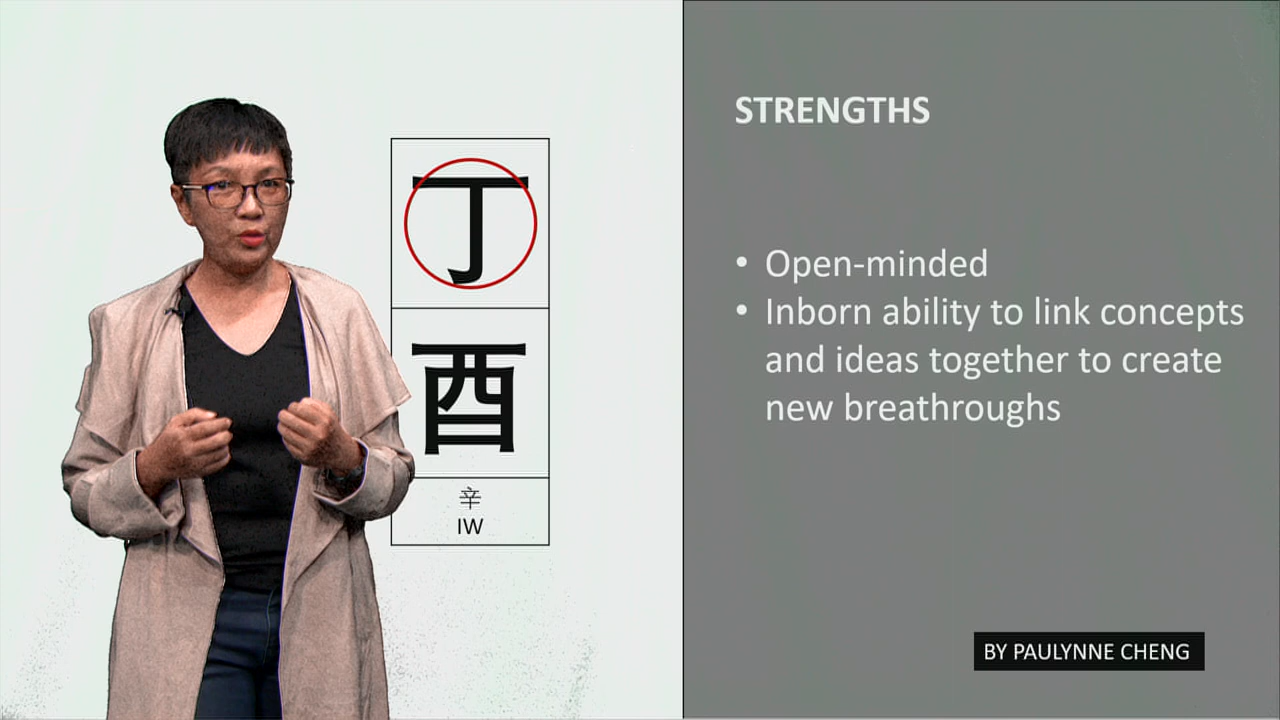 丁
酉
辛
IW
STRENGTHS
• Open-minded
• Inborn ability to link concepts
and ideas together to create
new breathroughs
BY PAULYNNE CHENG